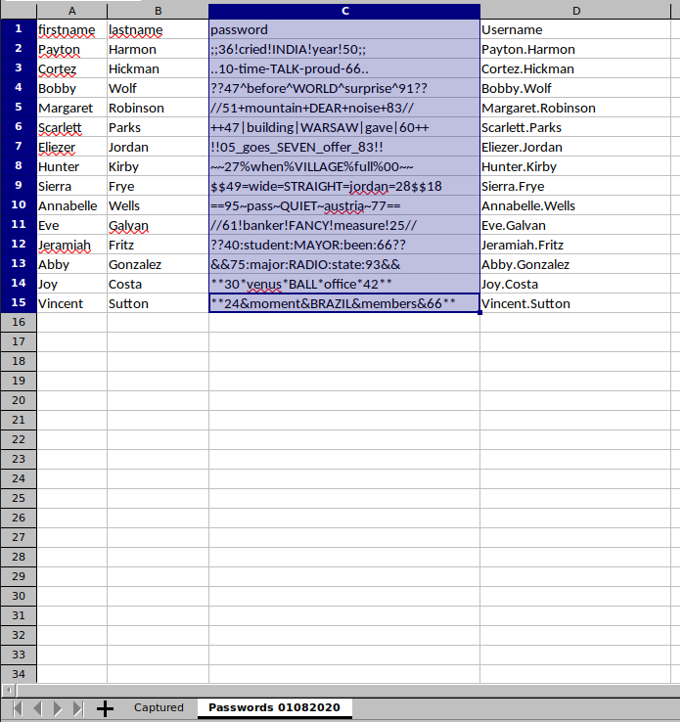 A B C D
1 firstname lastname password Username
2 Payton Harmon ;;36!cried!INDIA!year!50;; Payton.Harmon
3 Cortez Hickman ..10-time-TALK-proud-66.. Cortez.Hickman
4 Bobby Wolf ??47^before^WORLD^surprise^91?? Bobby.Wolf
5 Margaret Robinson //51+mountain+DEAR+noise+83// Margaret.Robinson
6 Scarlett Parks ++47|building|WARSAW|gave|60++ Scarlett.Parks
7 Eliezer Jordan !!05_goes_SEVEN_offer_83!! Eliezer.Jordan
8 Hunter Kirby ~~27%when%VILLAGE%full%00~~ Hunter.Kirby
9 Sierra Frye $$49=wide=STRAIGHT=jordan=28$$18 Sierra.Frye
10 Annabelle Wells ==95~pass~QUIET~austria~77== Annabelle.Wells
11 Eve Galvan //61!banker!FANCY!measure!25// Eve.Galvan
12 Jeramiah Fritz ??40:student:MAYOR:been:66?? Jeramiah.Fritz
13 Abby Gonzalez &&75:major:RADIO:state:93&& Abby.Gonzalez
14 Joy Costa **30*venus*BALL*office*42** Joy.Costa
15 Vincent Sutton **24&moment&BRAZIL&members&66** Vincent.Sutton
16
17
18
19
20
21
22
23
24
25
26
27
28
29
30
31
32
33
34
Captured Passwords 01082020